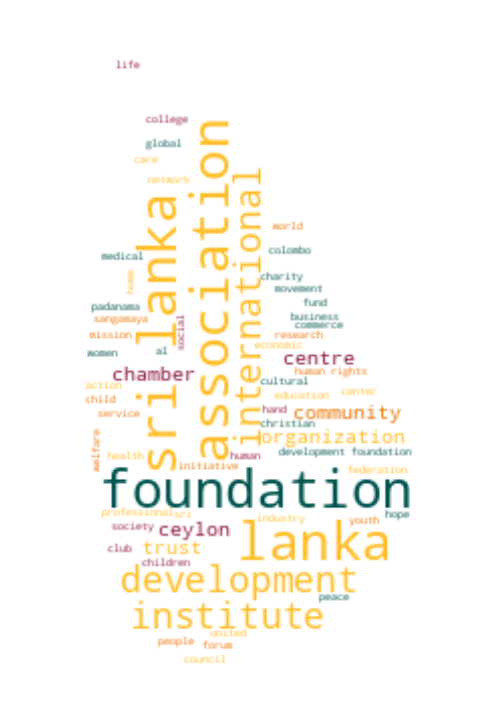 life
college
global
care
network
association
international
sri lanka
world
medical
colombo
home
charity
movement
padanama
fund
sangamaya
social
business
commerce
mission
research
economic
women
al
centre
chamber
human rights
cultural
action
education
center
child
hand
community
service
christian
welfare
organization
health
human
development foundation
initiative
federation
foundation
professional
sri
industry
hope
youth
society
ceylon
lanka
club
trust
children
development
peace
institute
united
people
forum
council